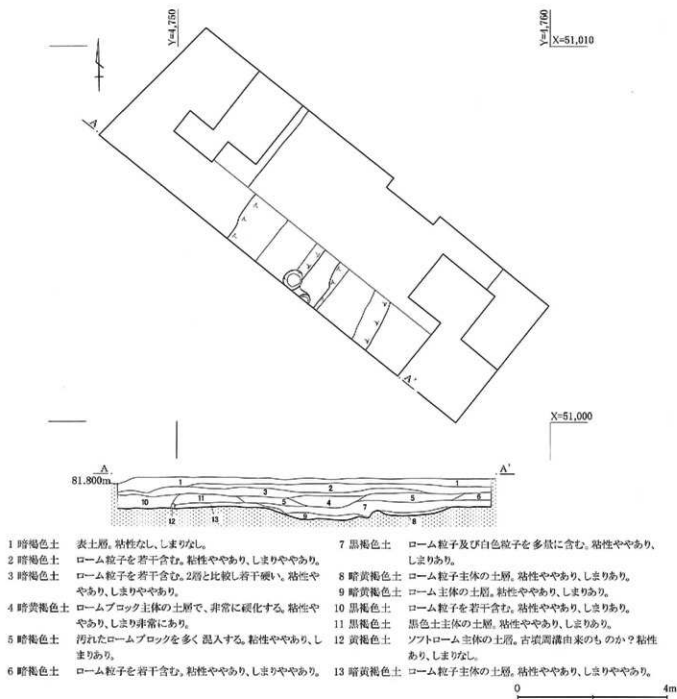 Y=4,750
Y=4,760
X=51,010
A
A'
X=51,000
A
A'
81.800m
1 1
2
3
5 4 5 6
10 11 7
12 13 9 8
1 暗褐色土 表土層。粘性なし、しまりなし。
2 暗褐色土 ローム粒子を若干含む。粘性ややあり、しまりややあり。
3 暗褐色土 ローム粒子を若干含む。2層と比較し若干硬い。粘性や
やあり、しまりややあり。
4 暗黄褐色土 ロームブロック主体の土層で、非常に硬化する。粘性や
やあり、しまり非常にあり。
5 暗褐色土 汚れたロームブロックを多く混入する。粘性ややあり、し
まりあり。
6 暗褐色土 ローム粒子を若干含む。粘性ややあり、しまりややあり。
7 黒褐色土 ローム粒子及び白色粒子を多量に含む。粘性ややあり、
しまりあり。
8 暗黄褐色土 ローム粒子主体の土層。粘性ややあり、しまりあり。
9 暗黄褐色土 ローム主体の土層。粘性ややあり、しまりあり。
10 黒褐色土 ローム粒子を若干含む。粘性ややあり、しまりあり。
11 黒褐色土 黒色土主体の土層。粘性ややあり、しまりあり。
12 黄褐色土 ソフトローム主体の土層。古墳周溝由来のものか?粘性
あり、しまりなし。
13 暗黄褐色土 ローム粒子主体の土層。粘性ややあり、しまりややあり。
0 4m